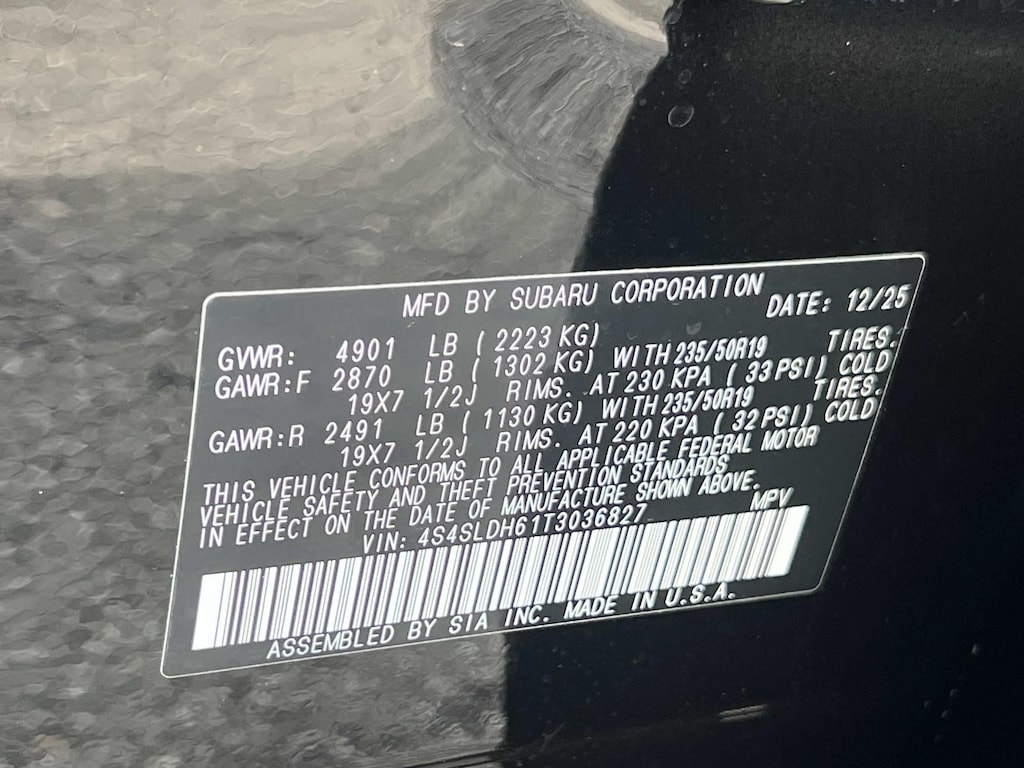 MFD BY SUBARU CORPORATION DATE: 12/25
GVWR: 4901 LB ( 2223 KG)
GAWR:F 2870 LB ( 1302 KG) WITH 235/50R19 TIRES.
19X7 1/2J RIMS. AT 230 KPA ( 33 PSI) COLD
GAWR:R 2491 LB ( 1130 KG) WITH 235/50R19 TIRES.
19X7 1/2J RIMS. AT 220 KPA ( 32 PSI) COLD
THIS VEHICLE CONFORMS TO ALL APPLICABLE FEDERAL MOTOR
VEHICLE SAFETY AND THEFT PREVENTION STANDARDS
IN EFFECT ON THE DATE OF MANUFACTURE SHOWN ABOVE.
VIN: 4S4SLDH61T3036827 MPV
ASSEMBLED BY SIA INC. MADE IN U.S.A.